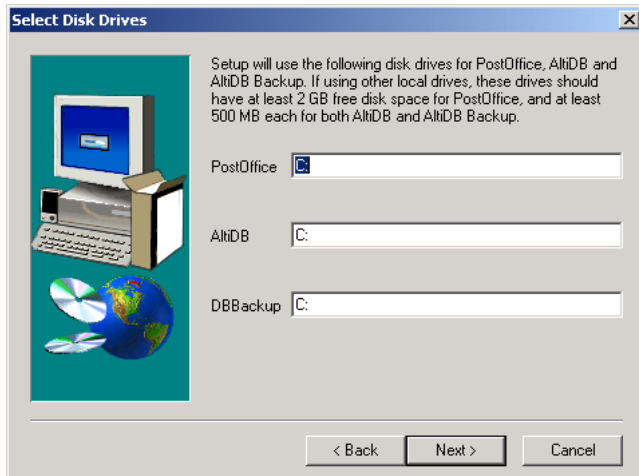 Select Disk Drives
Setup will use the following disk drives for PostOffice, AltiDB and
AltiDB Backup. If using other local drives, these drives should
have at least 2 GB free disk space for PostOffice, and at least
500 MB each for both AltiDB and AltiDB Backup.
PostOffice C:
AltiDB C:
DBBackup C:
< Back Next > Cancel